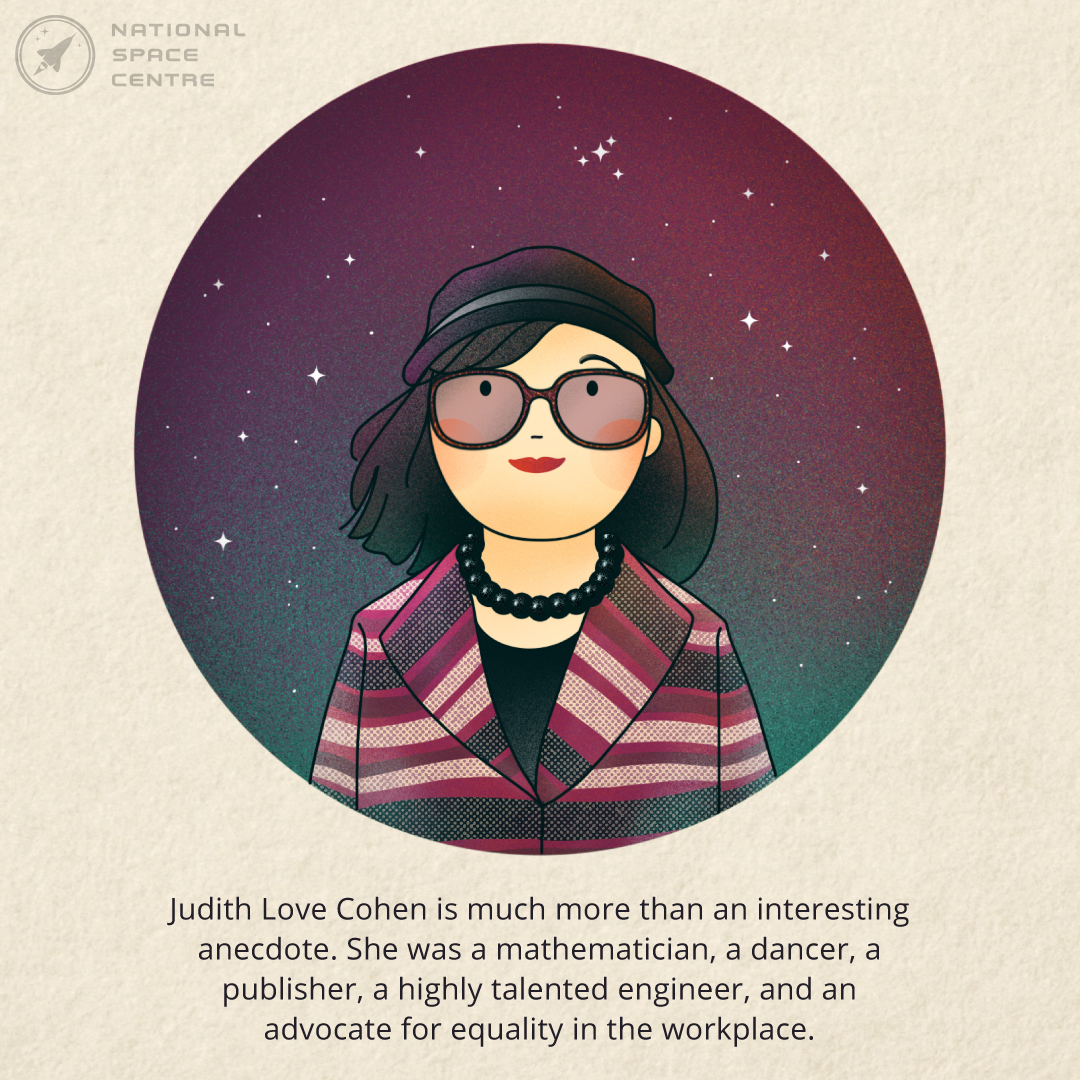 NATIONAL
SPACE
CENTRE
Judith Love Cohen is much more than an interesting
anecdote. She was a mathematician, a dancer, a
publisher, a highly talented engineer, and an
advocate for equality in the workplace.